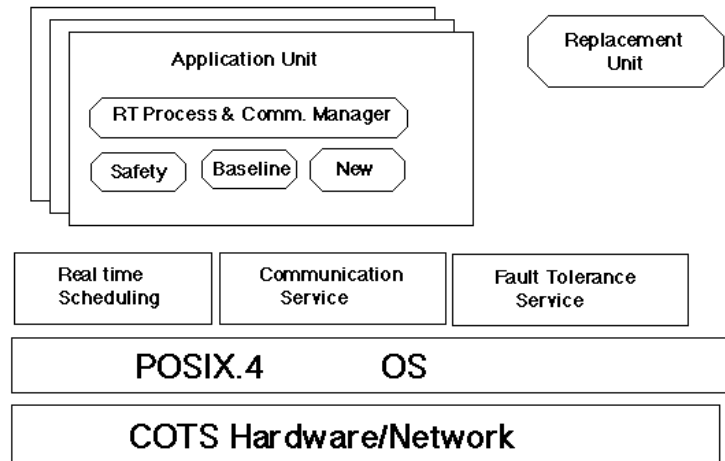 Application Unit
Replacement
Unit
RT Process & Comm. Manager
Safety
Baseline
New
Real time
Scheduling
Communication
Service
Fault Tolerance
Service
POSIX.4 OS
COTS Hardware/Network